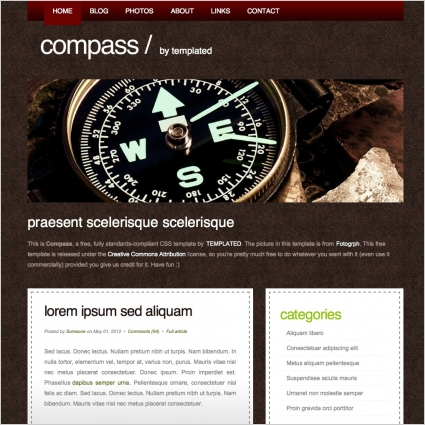 HOME BLOG PHOTOS ABOUT LINKS CONTACT
compass / by templated
W E S
praesent scelerisque scelerisque
This is Compass, a free, fully standards-compliant CSS template by TEMPLATED. The picture in this template is from Fotogrph. This free
template is released under the Creative Commons Attribution license, so you're pretty much free to do whatever you want with it (even use it
commercially) provided you give us credit for it. Have fun :)
lorem ipsum sed aliquam
Posted by Someone on May 01, 2012 • Comments (64) • Full article
Sed lacus. Donec lectus. Nullam pretium nibh ut turpis. Nam bibendum. In
nulla tortor, elementum vel, tempor at, varius non, purus. Mauris vitae nisl
nec metus placerat consectetuer. Donec ipsum. Proin imperdiet est.
Phasellus dapibus semper urna. Pellentesque ornare, consectetuer nisl
felis ac diam. Sed lacus. Donec lectus. Nullam pretium nibh ut turpis. Nam
bibendum. Mauris vitae nisl nec metus placerat consectetuer.
categories
Aliquam libero
Consectetuer adipiscing elit
Metus aliquam pellentesque
Suspendisse iaculis mauris
Urnanet non molestie semper
Proin gravida orci porttitor